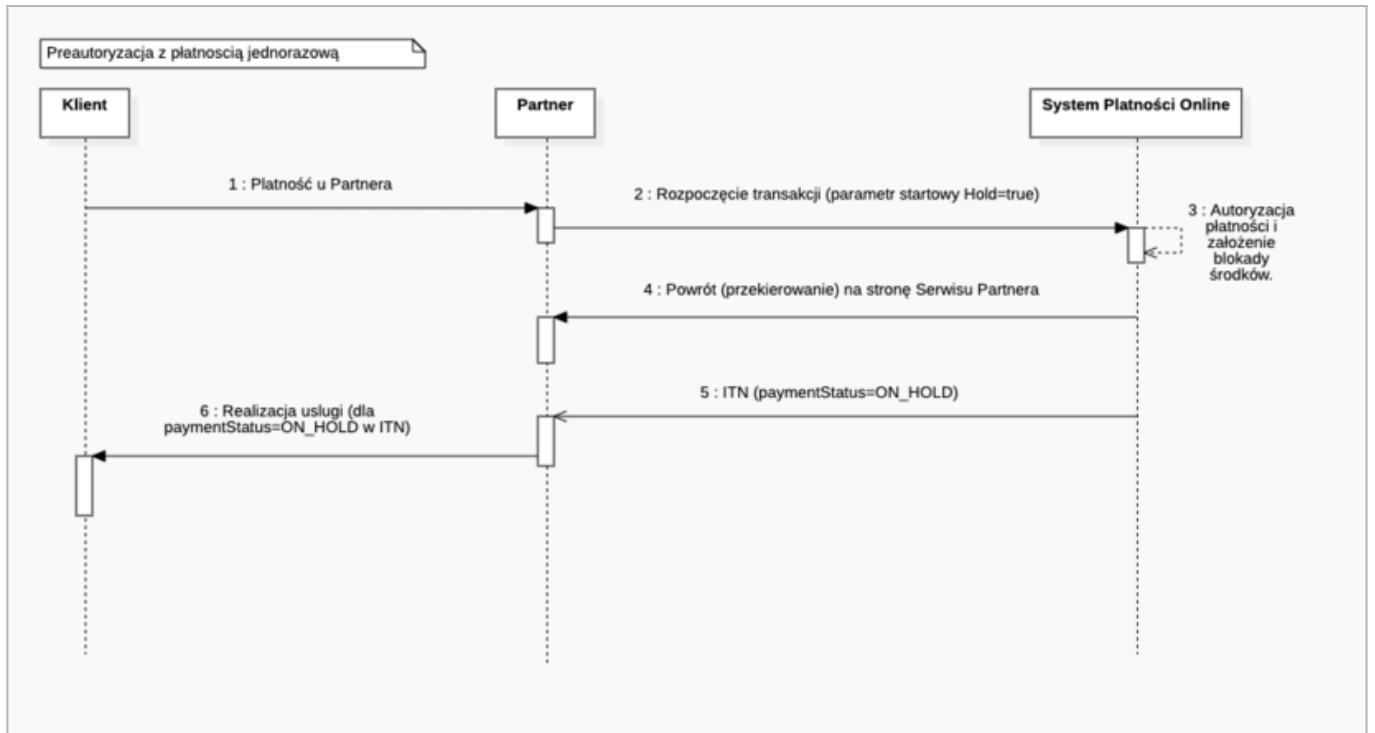 Preautoryzacja z płatnoscią jednorazową
Klient
Partner
System Płatności Online
1 : Płatność u Partnera
2 : Rozpoczęcie transakcji (parametr startowy Hold=true)
3 : Autoryzacja
płatności i
założenie
blokady
środków.
4 : Powrót (przekierowanie) na stronę Serwisu Partnera
5 : ITN (paymentStatus=ON_HOLD)
6 : Realizacja uslugi (dla
paymentStatus=ON_HOLD w ITN)